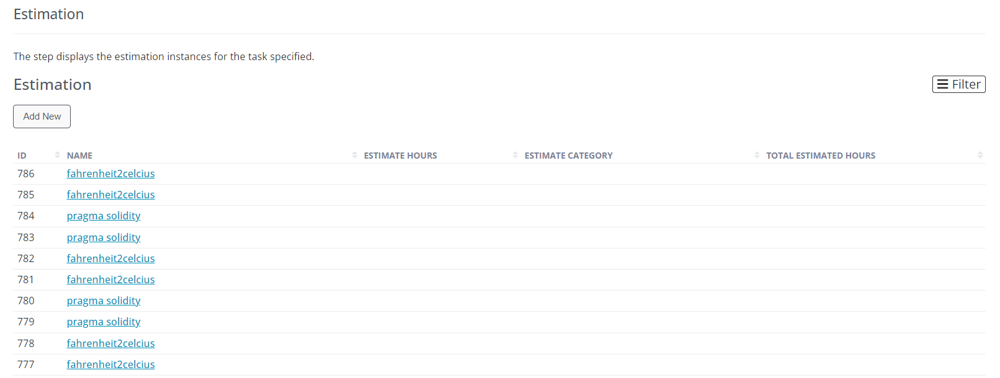 Estimation
The step displays the estimation instances for the task specified.
Estimation
Filter
Add New
ID NAME ESTIMATE HOURS ESTIMATE CATEGORY TOTAL ESTIMATED HOURS
786 fahrenheit2celcius
785 fahrenheit2celcius
784 pragma solidity
783 pragma solidity
782 fahrenheit2celcius
781 fahrenheit2celcius
780 pragma solidity
779 pragma solidity
778 fahrenheit2celcius
777 fahrenheit2celcius